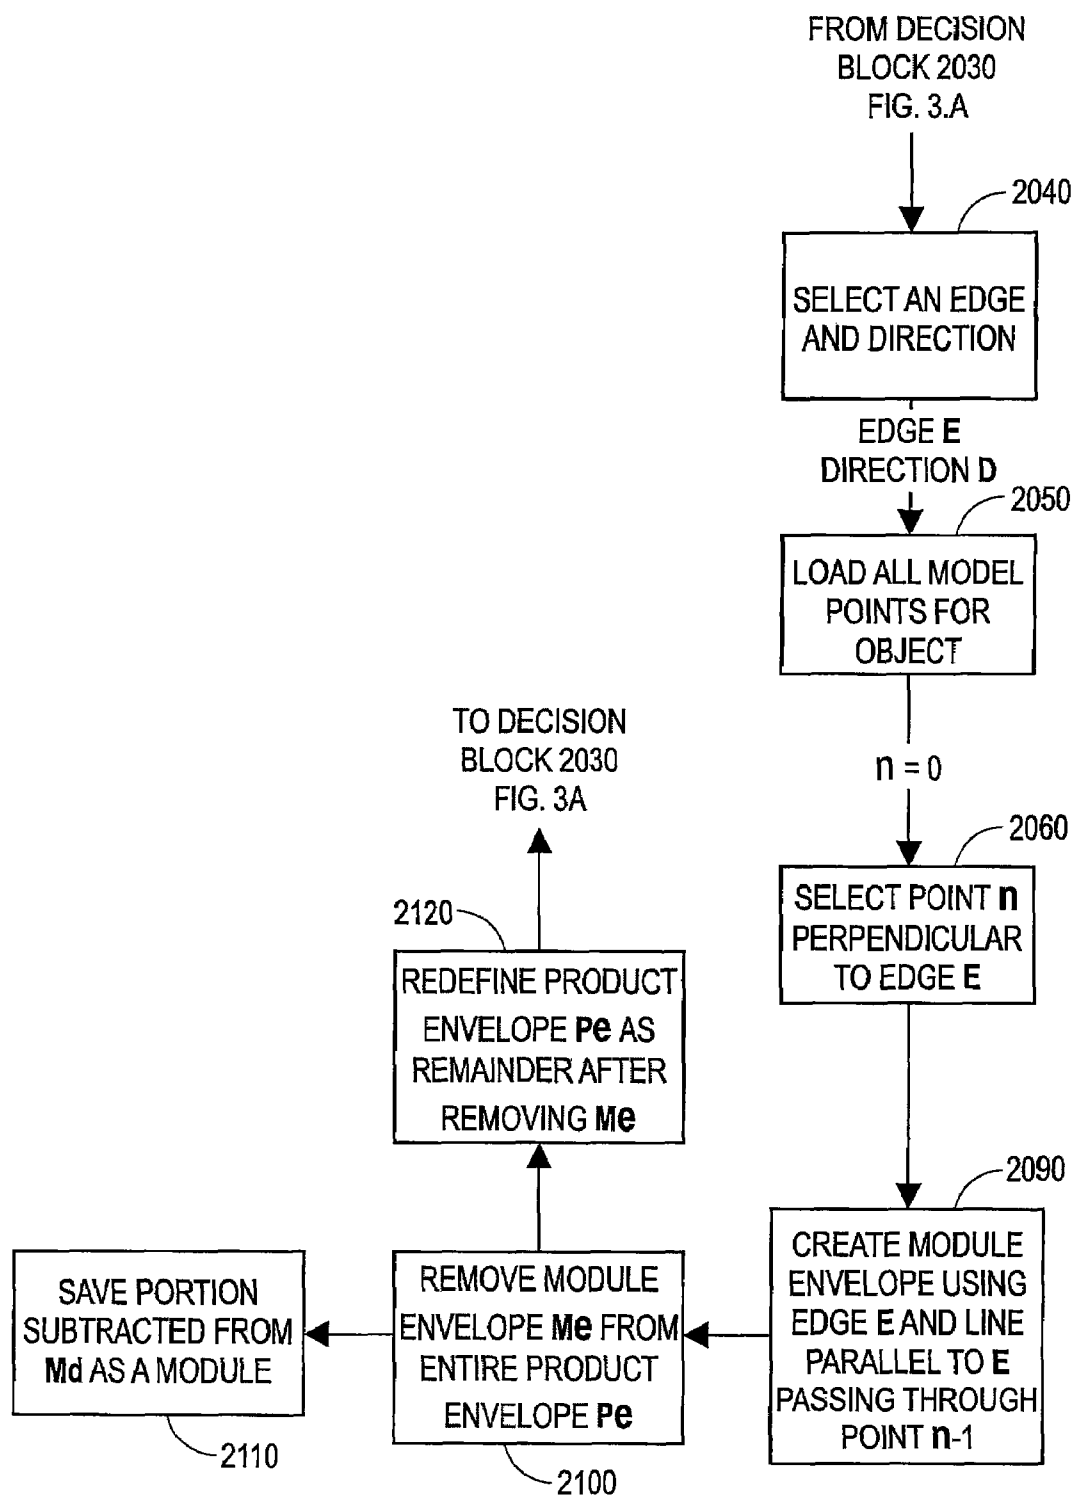 FROM DECISION
BLOCK 2030
FIG. 3.A
2040
SELECT AN EDGE
AND DIRECTION
EDGE E
DIRECTION D
2050
LOAD ALL MODEL
POINTS FOR
OBJECT
n = 0
2060
SELECT POINT n
PERPENDICULAR
TO EDGE E
2090
CREATE MODULE
ENVELOPE USING
EDGE E AND LINE
PARALLEL TO E
PASSING THROUGH
POINT n-1
REMOVE MODULE
ENVELOPE Me FROM
ENTIRE PRODUCT
ENVELOPE Pe
2100
SAVE PORTION
SUBTRACTED FROM
Md AS A MODULE
2110
2120
REDEFINE PRODUCT
ENVELOPE Pe AS
REMAINDER AFTER
REMOVING Me
TO DECISION
BLOCK 2030
FIG. 3A